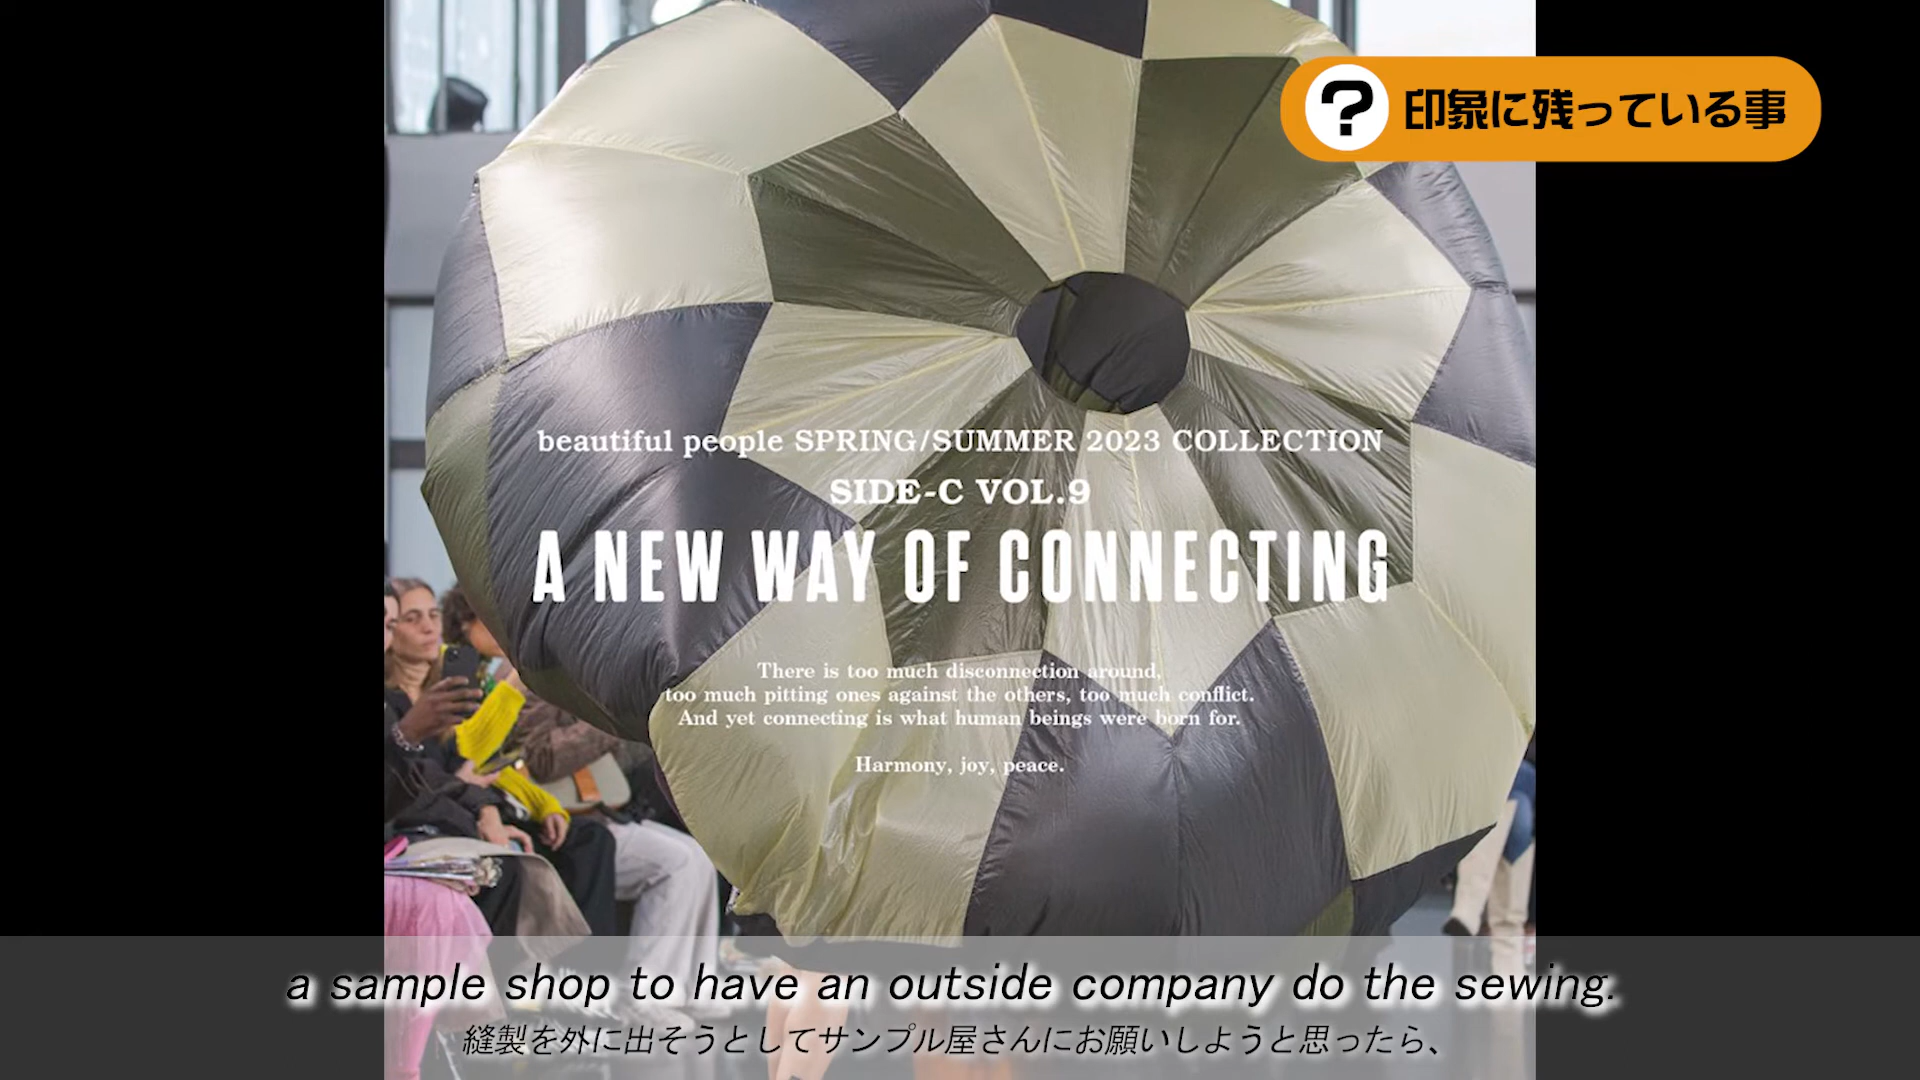 ? 印象に残っている事
beautiful people SPRING/SUMMER 2023 COLLECTION
SIDE-C VOL.9
A NEW WAY OF CONNECTING
There is too much disconnection around,
too much pitting ones against the others, too much conflict.
And yet connecting is what human beings were born for.
Harmony, joy, peace.
a sample shop to have an outside company do the sewing.
縫製を外に出そうとしてサンプル屋さんにお願いしようと思ったら、